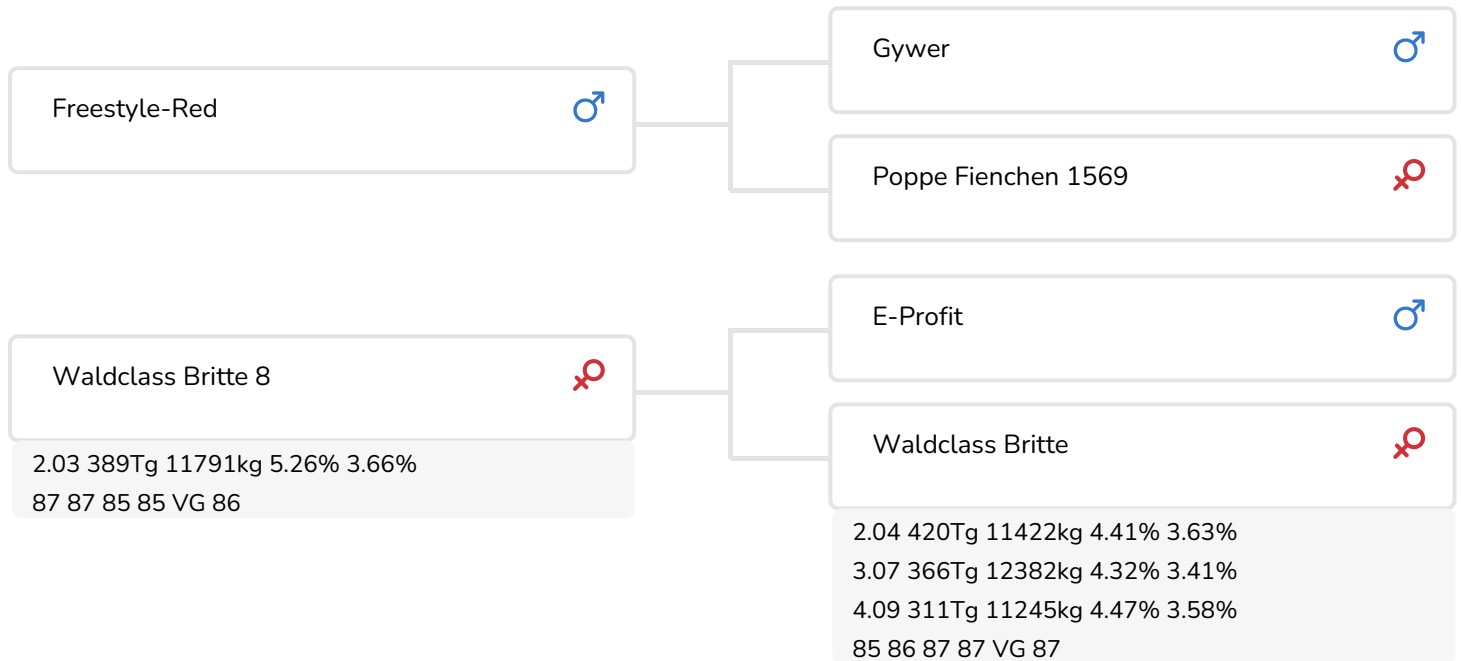 Freestyle-Red
Gywer
Poppe Fienchen 1569
Waldclass Britte 8
2.03 389Tg 11791kg 5.26% 3.66%
87 87 85 85 VG 86
E-Profit
Waldclass Britte
2.04 420Tg 11422kg 4.41% 3.63%
3.07 366Tg 12382kg 4.32% 3.41%
4.09 311Tg 11245kg 4.47% 3.58%
85 86 87 87 VG 87